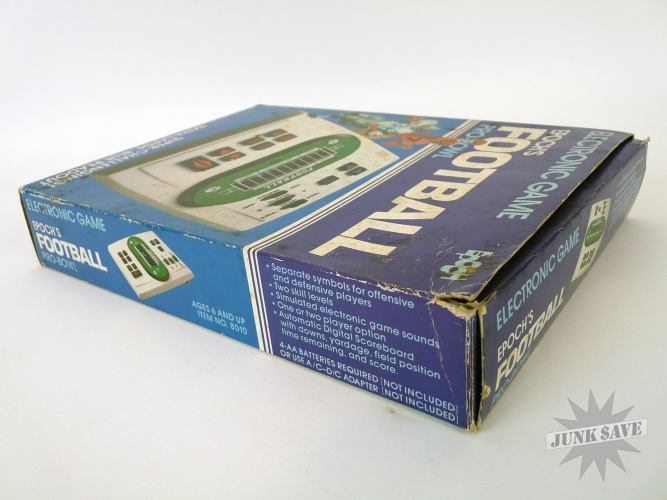 ELECTRONIC GAME
EPOCH'S
FOOTBALL
PRO-BOWL
EPOCH
FOOTBALL
ELECTRONIC GAME
EPOCH'S
FOOTBALL
PRO-BOWL
AGES 6 AND UP
ITEM NO. 8010
• Separate symbols for offensive
and defensive players
• Two skill levels
• Simulated electronic game sounds
• One or two player option
• Automatic Digital Scoreboard
with downs, yardage, field position
time remaining, and score.
4-AA BATTERIES REQUIRED (NOT INCLUDED)
OR USE A/C-D/C ADAPTER (NOT INCLUDED)
ELECTRONIC GAME
EPOCH'S
FOOTBALL
JUNK SAVE